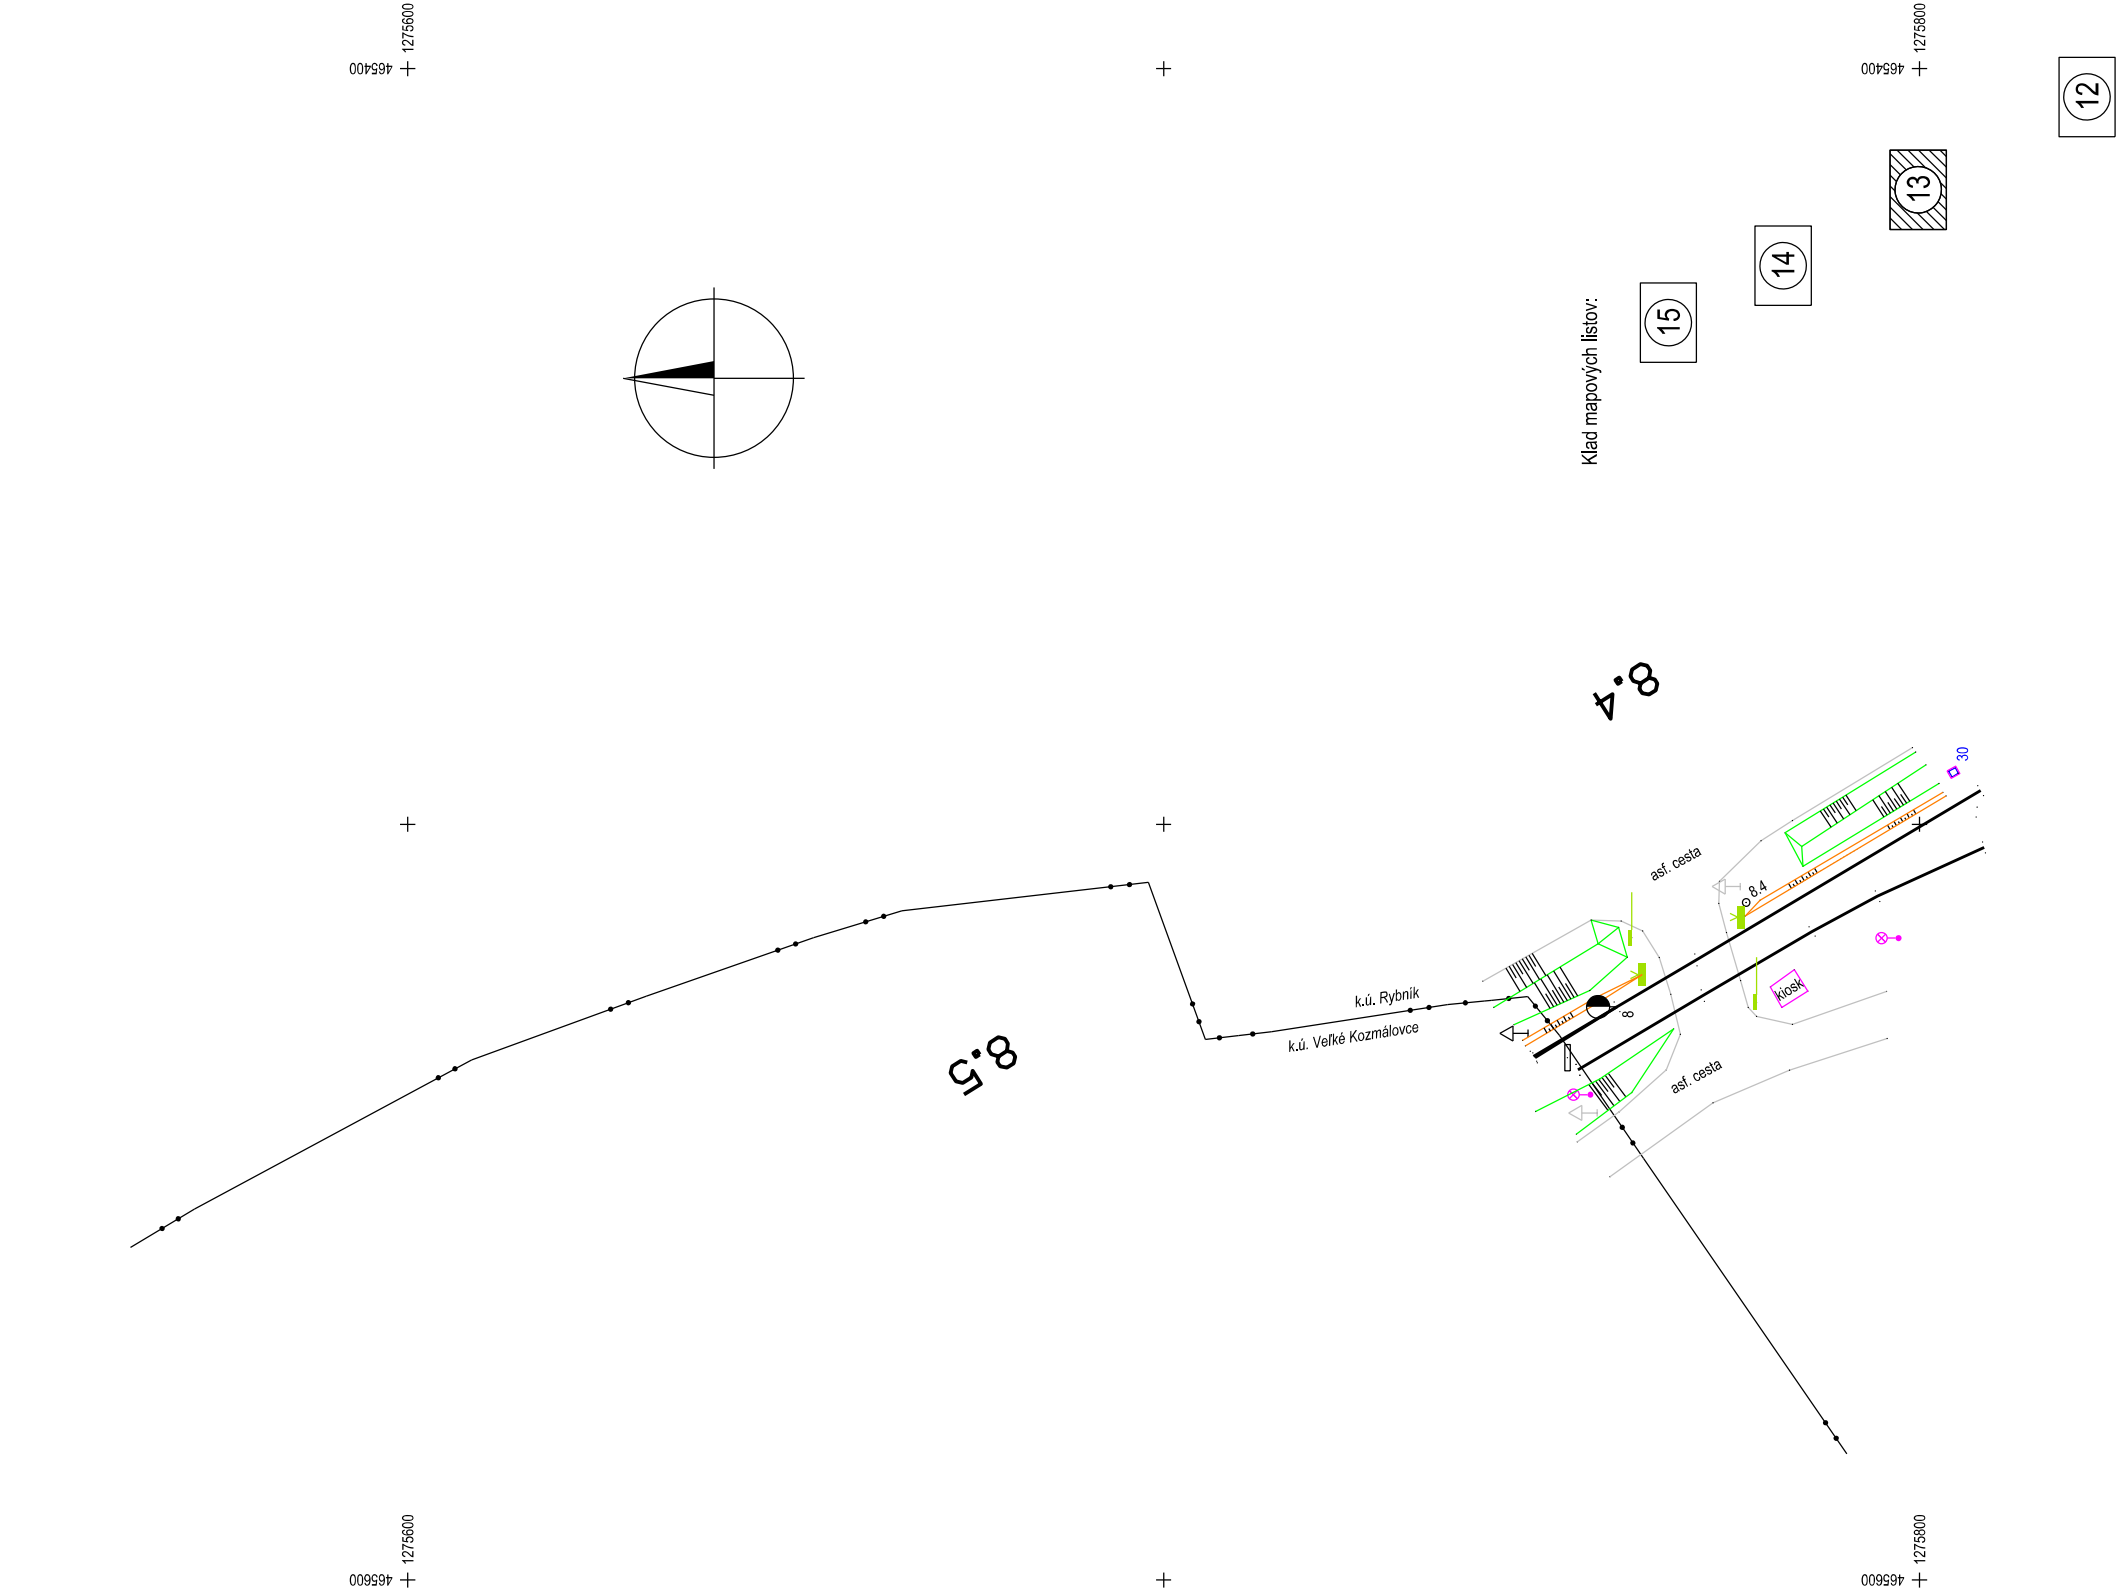 1275600
465400
1275800
465400
12
13
14
15
Klad mapových listov:
8.4
30
asf. cesta
8.4
kiosk
k.ú. Rybník
k.ú. Veľké Kozmálovce
8
8.5
asf. cesta
1275600
465600
1275800
465600